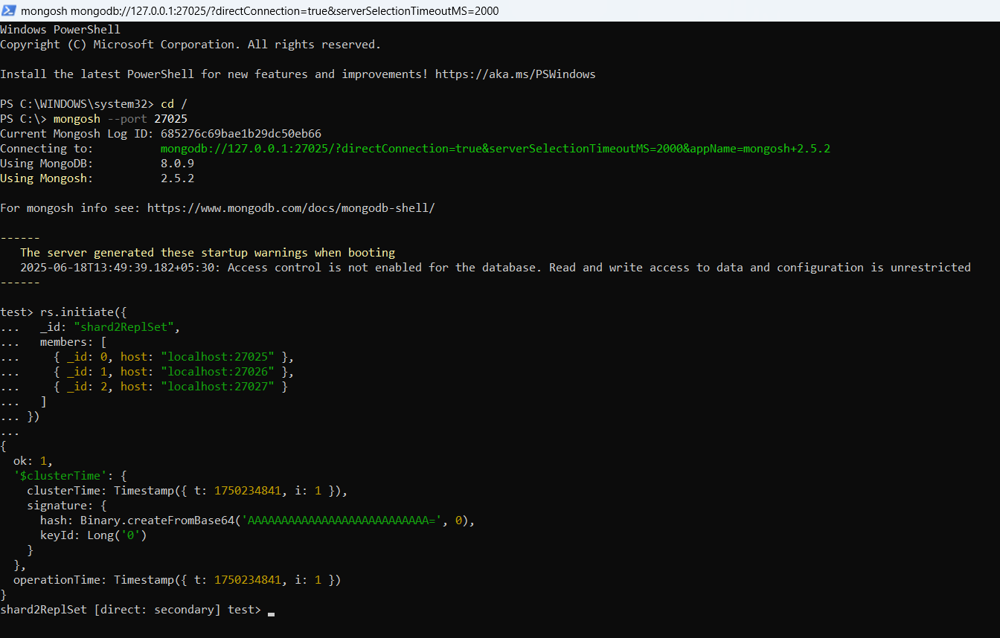 mongosh mongodb://127.0.0.1:27025/?directConnection=true&serverSelectionTimeoutMS=2000
Windows PowerShell
Copyright (C) Microsoft Corporation. All rights reserved.
Install the latest PowerShell for new features and improvements! https://aka.ms/PSWindows
PS C:\WINDOWS\system32> cd /
PS C:\> mongosh --port 27025
Current Mongosh Log ID: 685276c69bae1b29dc50eb66
Connecting to:          mongodb://127.0.0.1:27025/?directConnection=true&serverSelectionTimeoutMS=2000&appName=mongosh+2.5.2
Using MongoDB:          8.0.9
Using Mongosh:          2.5.2
For mongosh info see: https://www.mongodb.com/docs/mongodb-shell/
------
   The server generated these startup warnings when booting
   2025-06-18T13:49:39.182+05:30: Access control is not enabled for the database. Read and write access to data and configuration is unrestricted
------
test> rs.initiate({
...   _id: "shard2ReplSet",
...   members: [
...     { _id: 0, host: "localhost:27025" },
...     { _id: 1, host: "localhost:27026" },
...     { _id: 2, host: "localhost:27027" }
...   ]
... })
...
{
  ok: 1,
  '$clusterTime': {
    clusterTime: Timestamp({ t: 1750234841, i: 1 }),
    signature: {
      hash: Binary.createFromBase64('AAAAAAAAAAAAAAAAAAAAAAAAAAA=', 0),
      keyId: Long('0')
    }
  },
  operationTime: Timestamp({ t: 1750234841, i: 1 })
}
shard2ReplSet [direct: secondary] test>